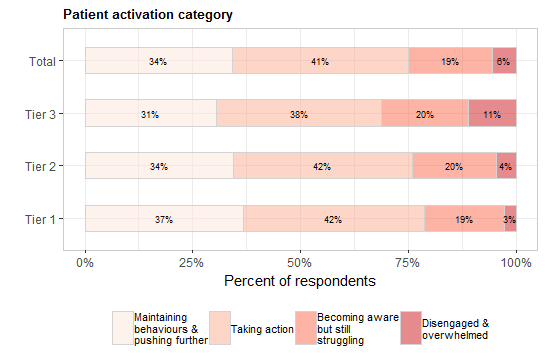 Patient activation category
Total 34% 41% 19% 6%
Tier 3 31% 38% 20% 11%
Tier 2 34% 42% 20% 4%
Tier 1 37% 42% 19% 3%
0% 25% 50% 75% 100%
Percent of respondents
Maintaining
behaviours &
pushing further
Taking action
Becoming aware
but still
struggling
Disengaged &
overwhelmed